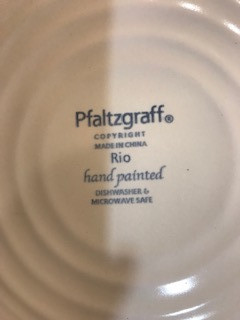 Pfaltzgraff®
COPYRIGHT
MADE IN CHINA
Rio
hand painted
DISHWASHER &
MICROWAVE SAFE